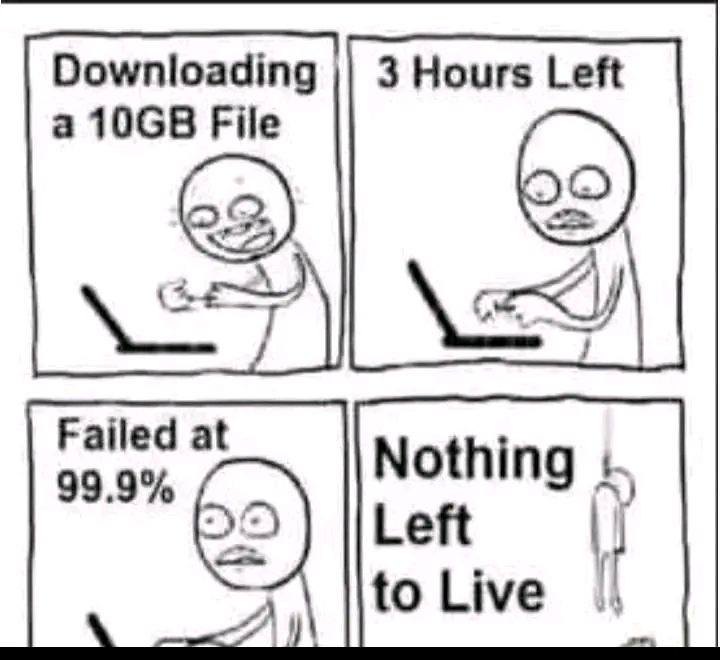 Downloading
a 10GB File
3 Hours Left
Failed at
99.9%
Nothing
Left
to Live